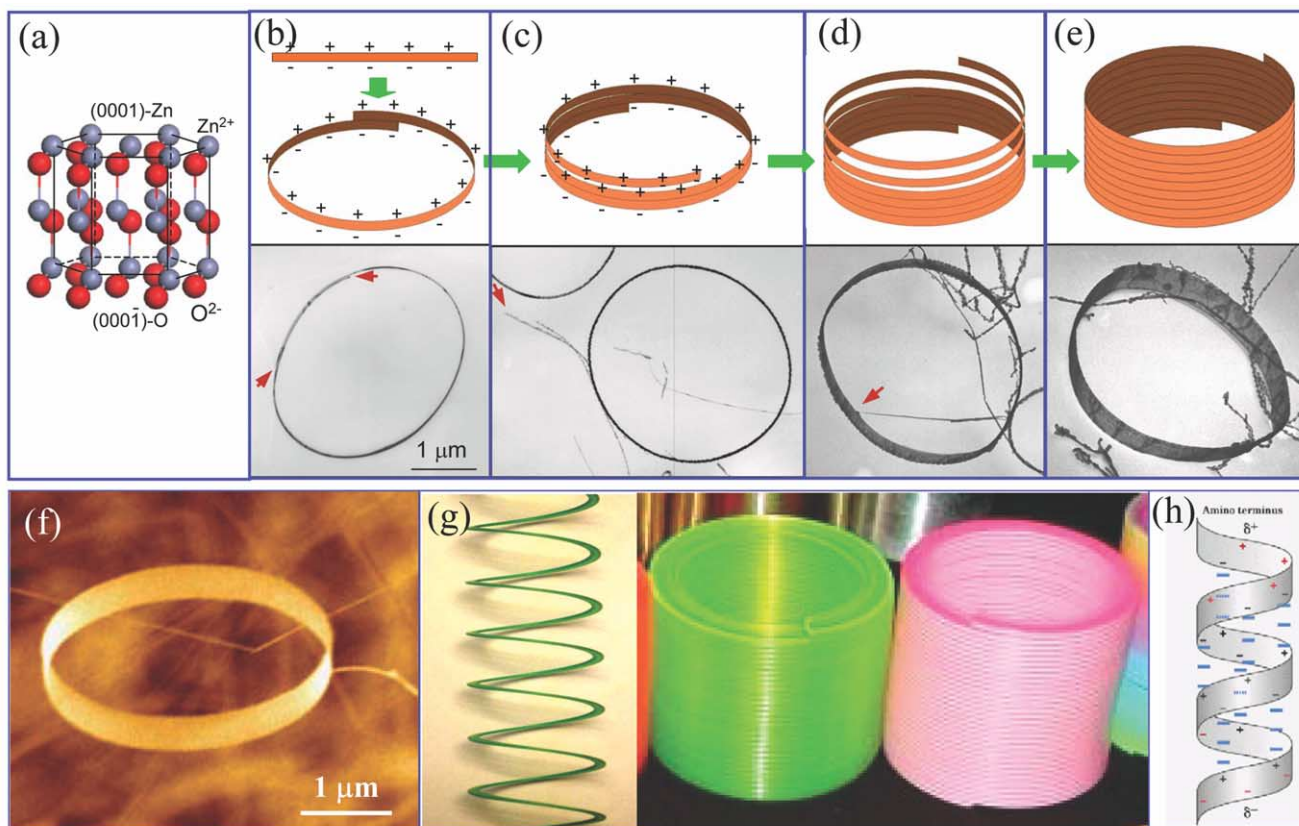 (a)
(0001)-Zn
Zn²⁺
(0001̄)-O
O²⁻
(b)
+ + + + +
- - - - -
1 μm
(c)
(d)
(e)
(f)
1 μm
(g)
(h)
Amino terminus
δ⁺
δ⁻